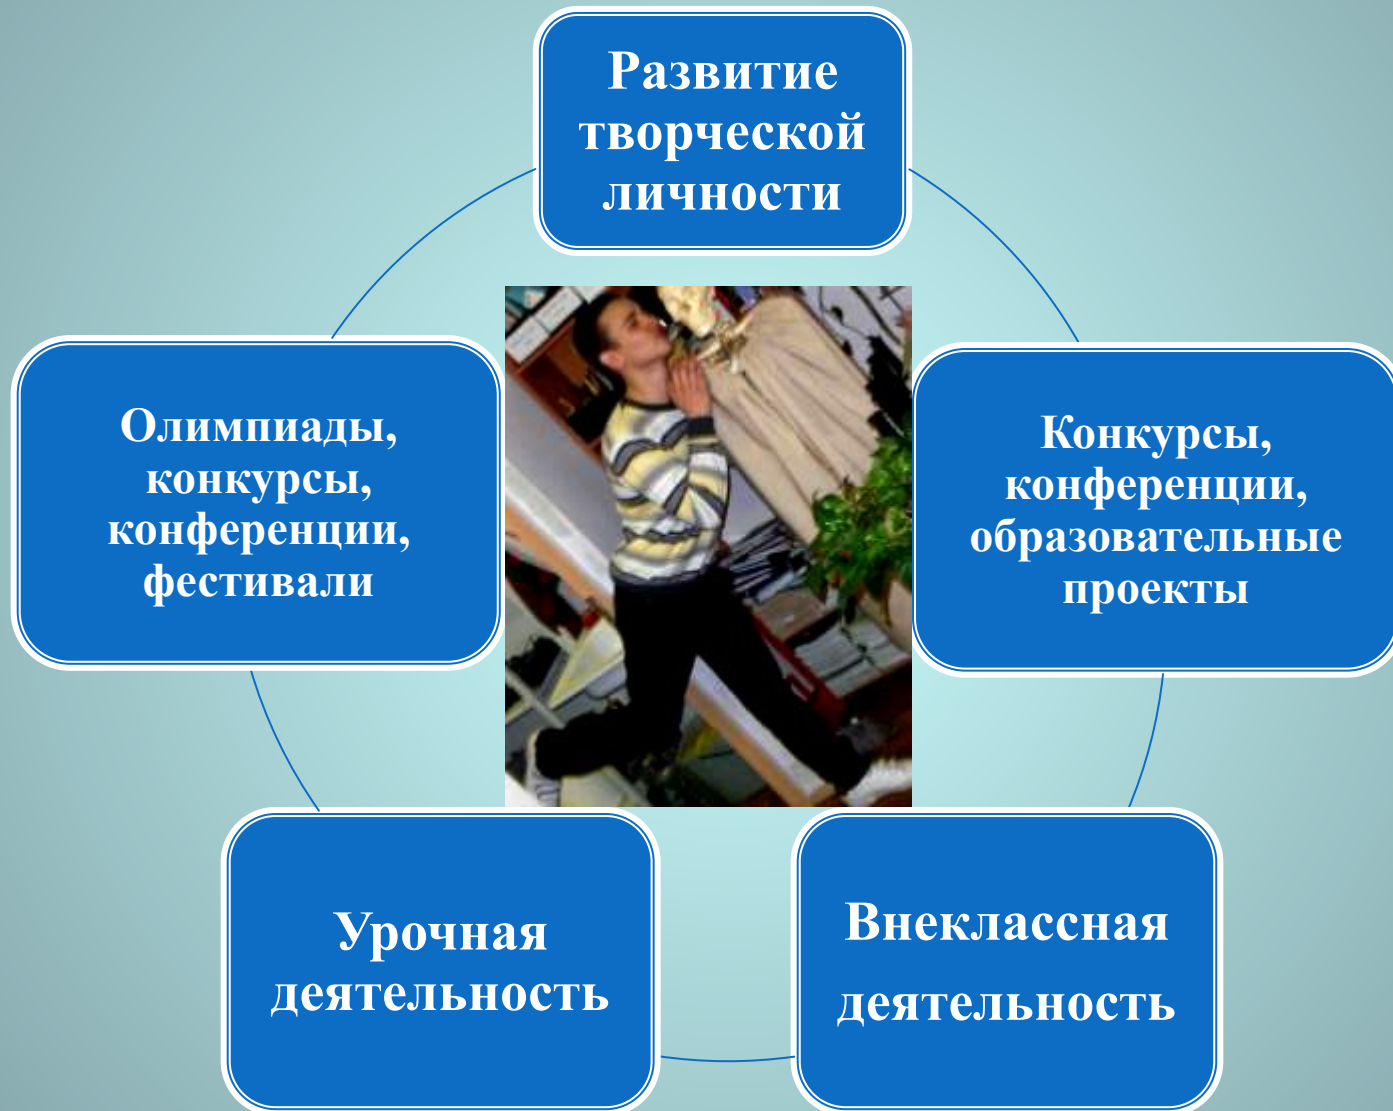 Развитие
творческой
личности
Олимпиады,
конкурсы,
конференции,
фестивали
Конкурсы,
конференции,
образовательные
проекты
Урочная
деятельность
Внеклассная
деятельность